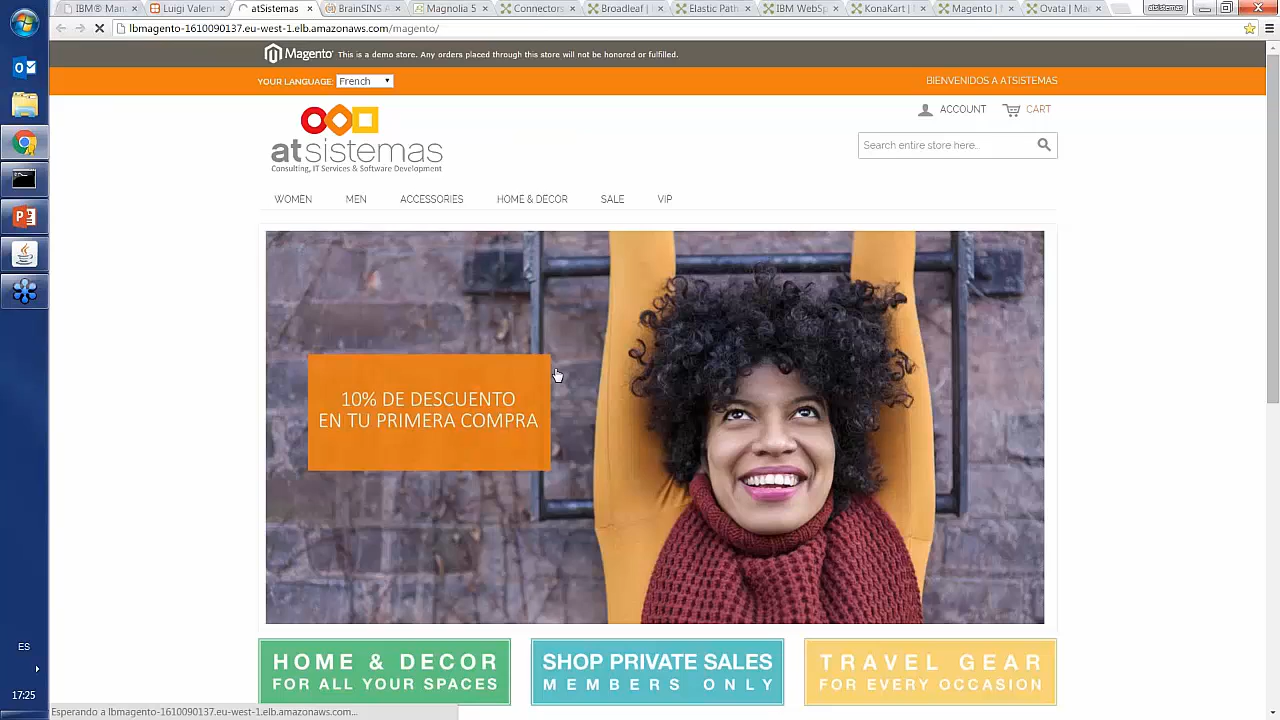 IBM® Man
Luigi Valent
atSistemas
BrainSINS A
Magnolia 5
Connectors
Broadleaf |
Elastic Path
IBM WebSp
KonaKart |
Magento |
Ovata | Ma
atsistemas
lbmagento-1610090137.eu-west-1.elb.amazonaws.com/magento/
Magento™ This is a demo store. Any orders placed through this store will not be honored or fulfilled.
YOUR LANGUAGE: French
BIENVENIDOS A ATSISTEMAS
atsistemas
Consulting, IT Services & Software Development
ACCOUNT
CART
Search entire store here...
WOMEN
MEN
ACCESSORIES
HOME & DECOR
SALE
VIP
10% DE DESCUENTO
EN TU PRIMERA COMPRA
HOME & DECOR
FOR ALL YOUR SPACES
SHOP PRIVATE SALES
MEMBERS ONLY
TRAVEL GEAR
FOR EVERY OCCASION
ES
17:25
Esperando a lbmagento-1610090137.eu-west-1.elb.amazonaws.com...